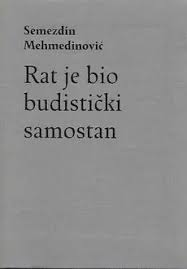 Semezdin
Mehmedinović
Rat je bio
budistički
samostan